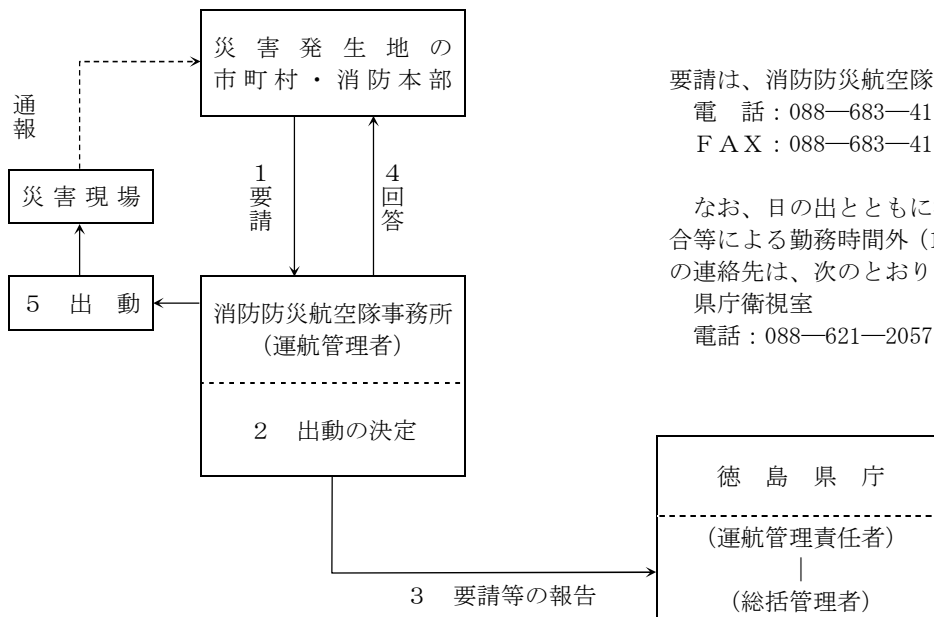 災害発生地の
市町村・消防本部
通報
災害現場
1 要請
4 回答
5 出動
消防防災航空隊事務所
(運航管理者)
2 出動の決定
3 要請等の報告
徳島県庁
(運航管理責任者)
(総括管理者)
要請は、消防防災航空隊
電 話：088―683―41
ＦＡＸ：088―683―41
なお、日の出とともに
合等による勤務時間外（
の連絡先は、次のとおり
県庁衛視室
電話：088―621―2057